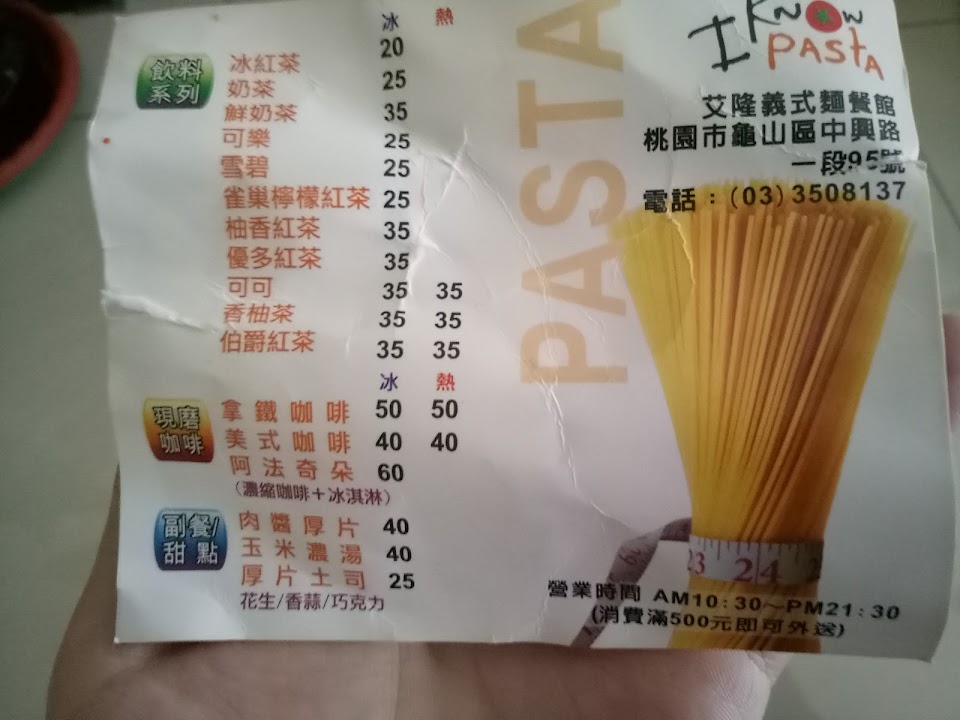 冰 熱
飲料系列
冰紅茶 20
奶茶 25
鮮奶茶 35
可樂 25
雪碧 25
雀巢檸檬紅茶 25
柚香紅茶 35
優多紅茶 35
可可 35 35
香柚茶 35 35
伯爵紅茶 35 35
冰 熱
現磨咖啡
拿鐵咖啡 50 50
美式咖啡 40 40
阿法奇朵 60
(濃縮咖啡+冰淇淋)
副餐/甜點
肉醬厚片 40
玉米濃湯 40
厚片土司 25
花生/香蒜/巧克力
PASTA
I KNOW
PASTA
艾隆義式麵餐館
桃園市龜山區中興路
一段95號
電話：(03)3508137
23 24
營業時間 AM10:30～PM21:30
(消費滿500元即可外送)